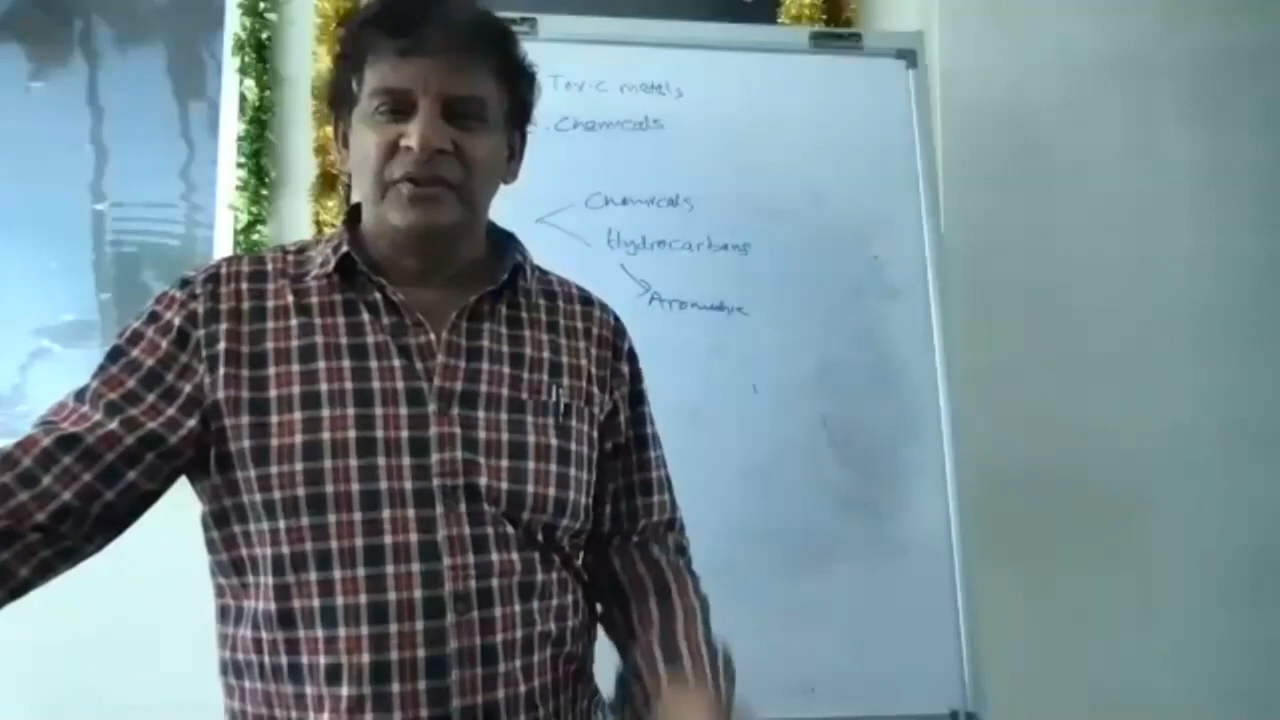 Toxic metals
. Chemicals
Chemicals
Hydrocarbons
Aromatic